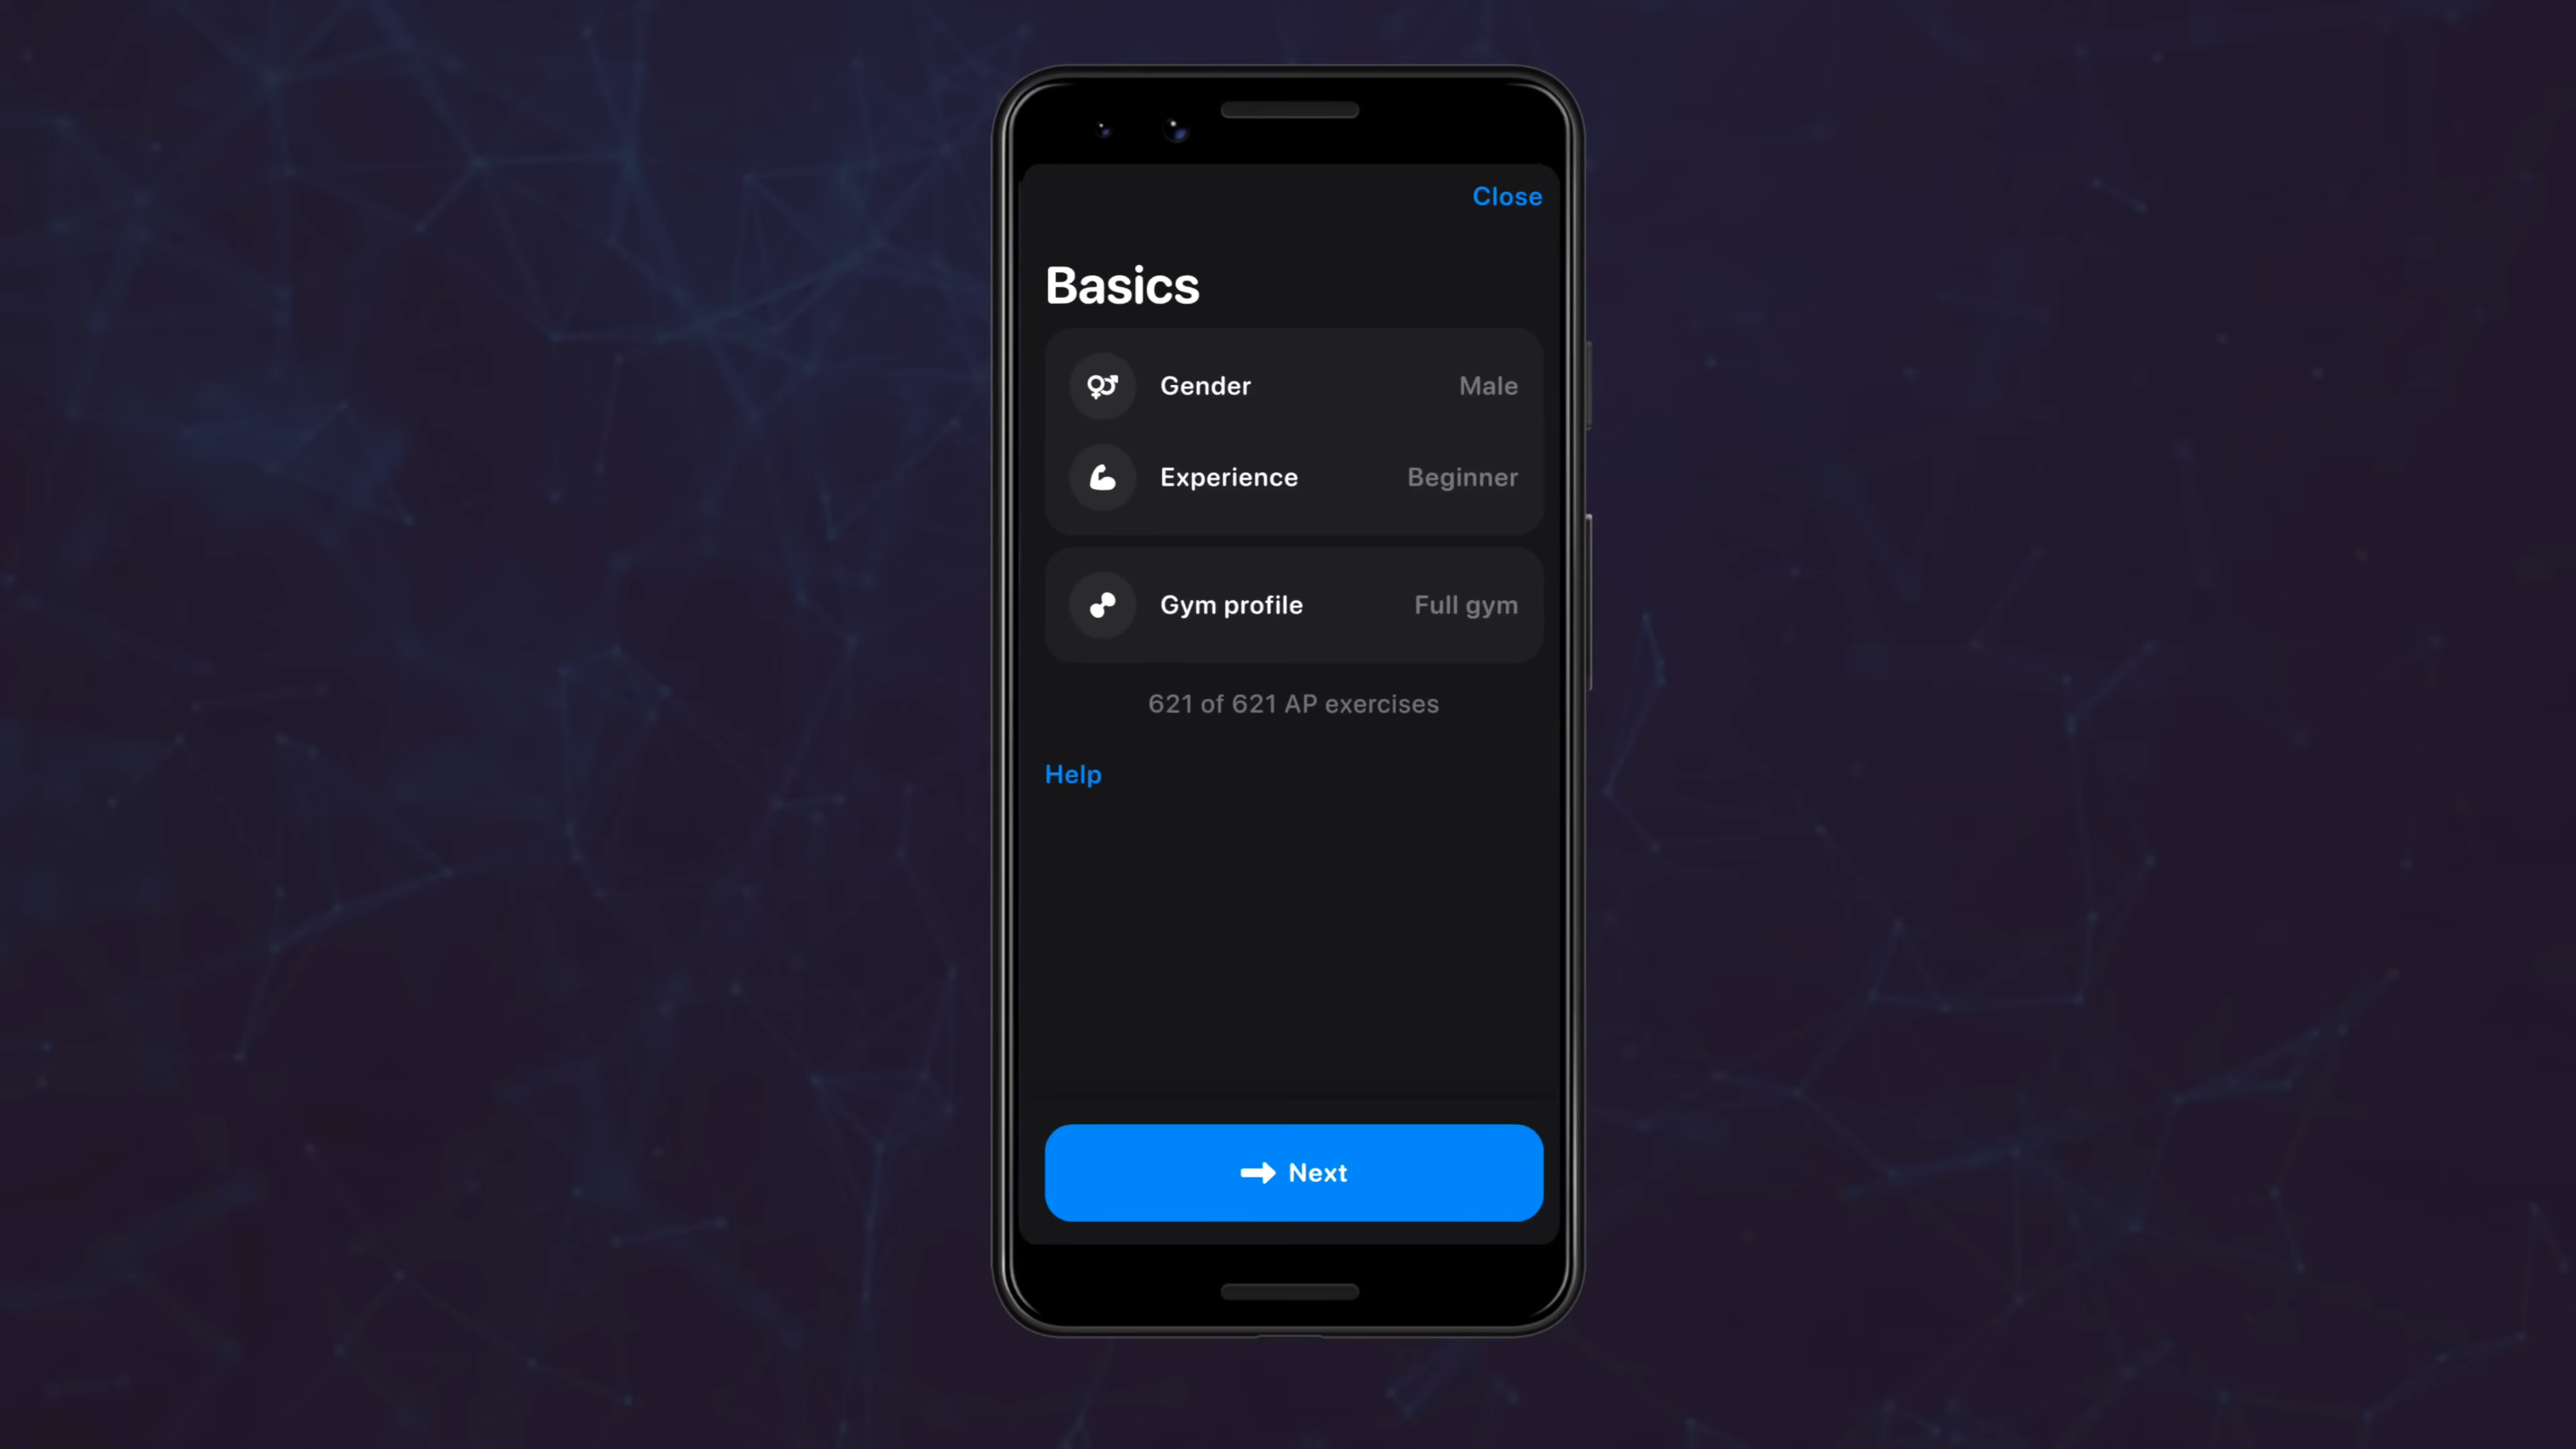 Close
Basics
Gender Male
Experience Beginner
Gym profile Full gym
621 of 621 AP exercises
Help
Next